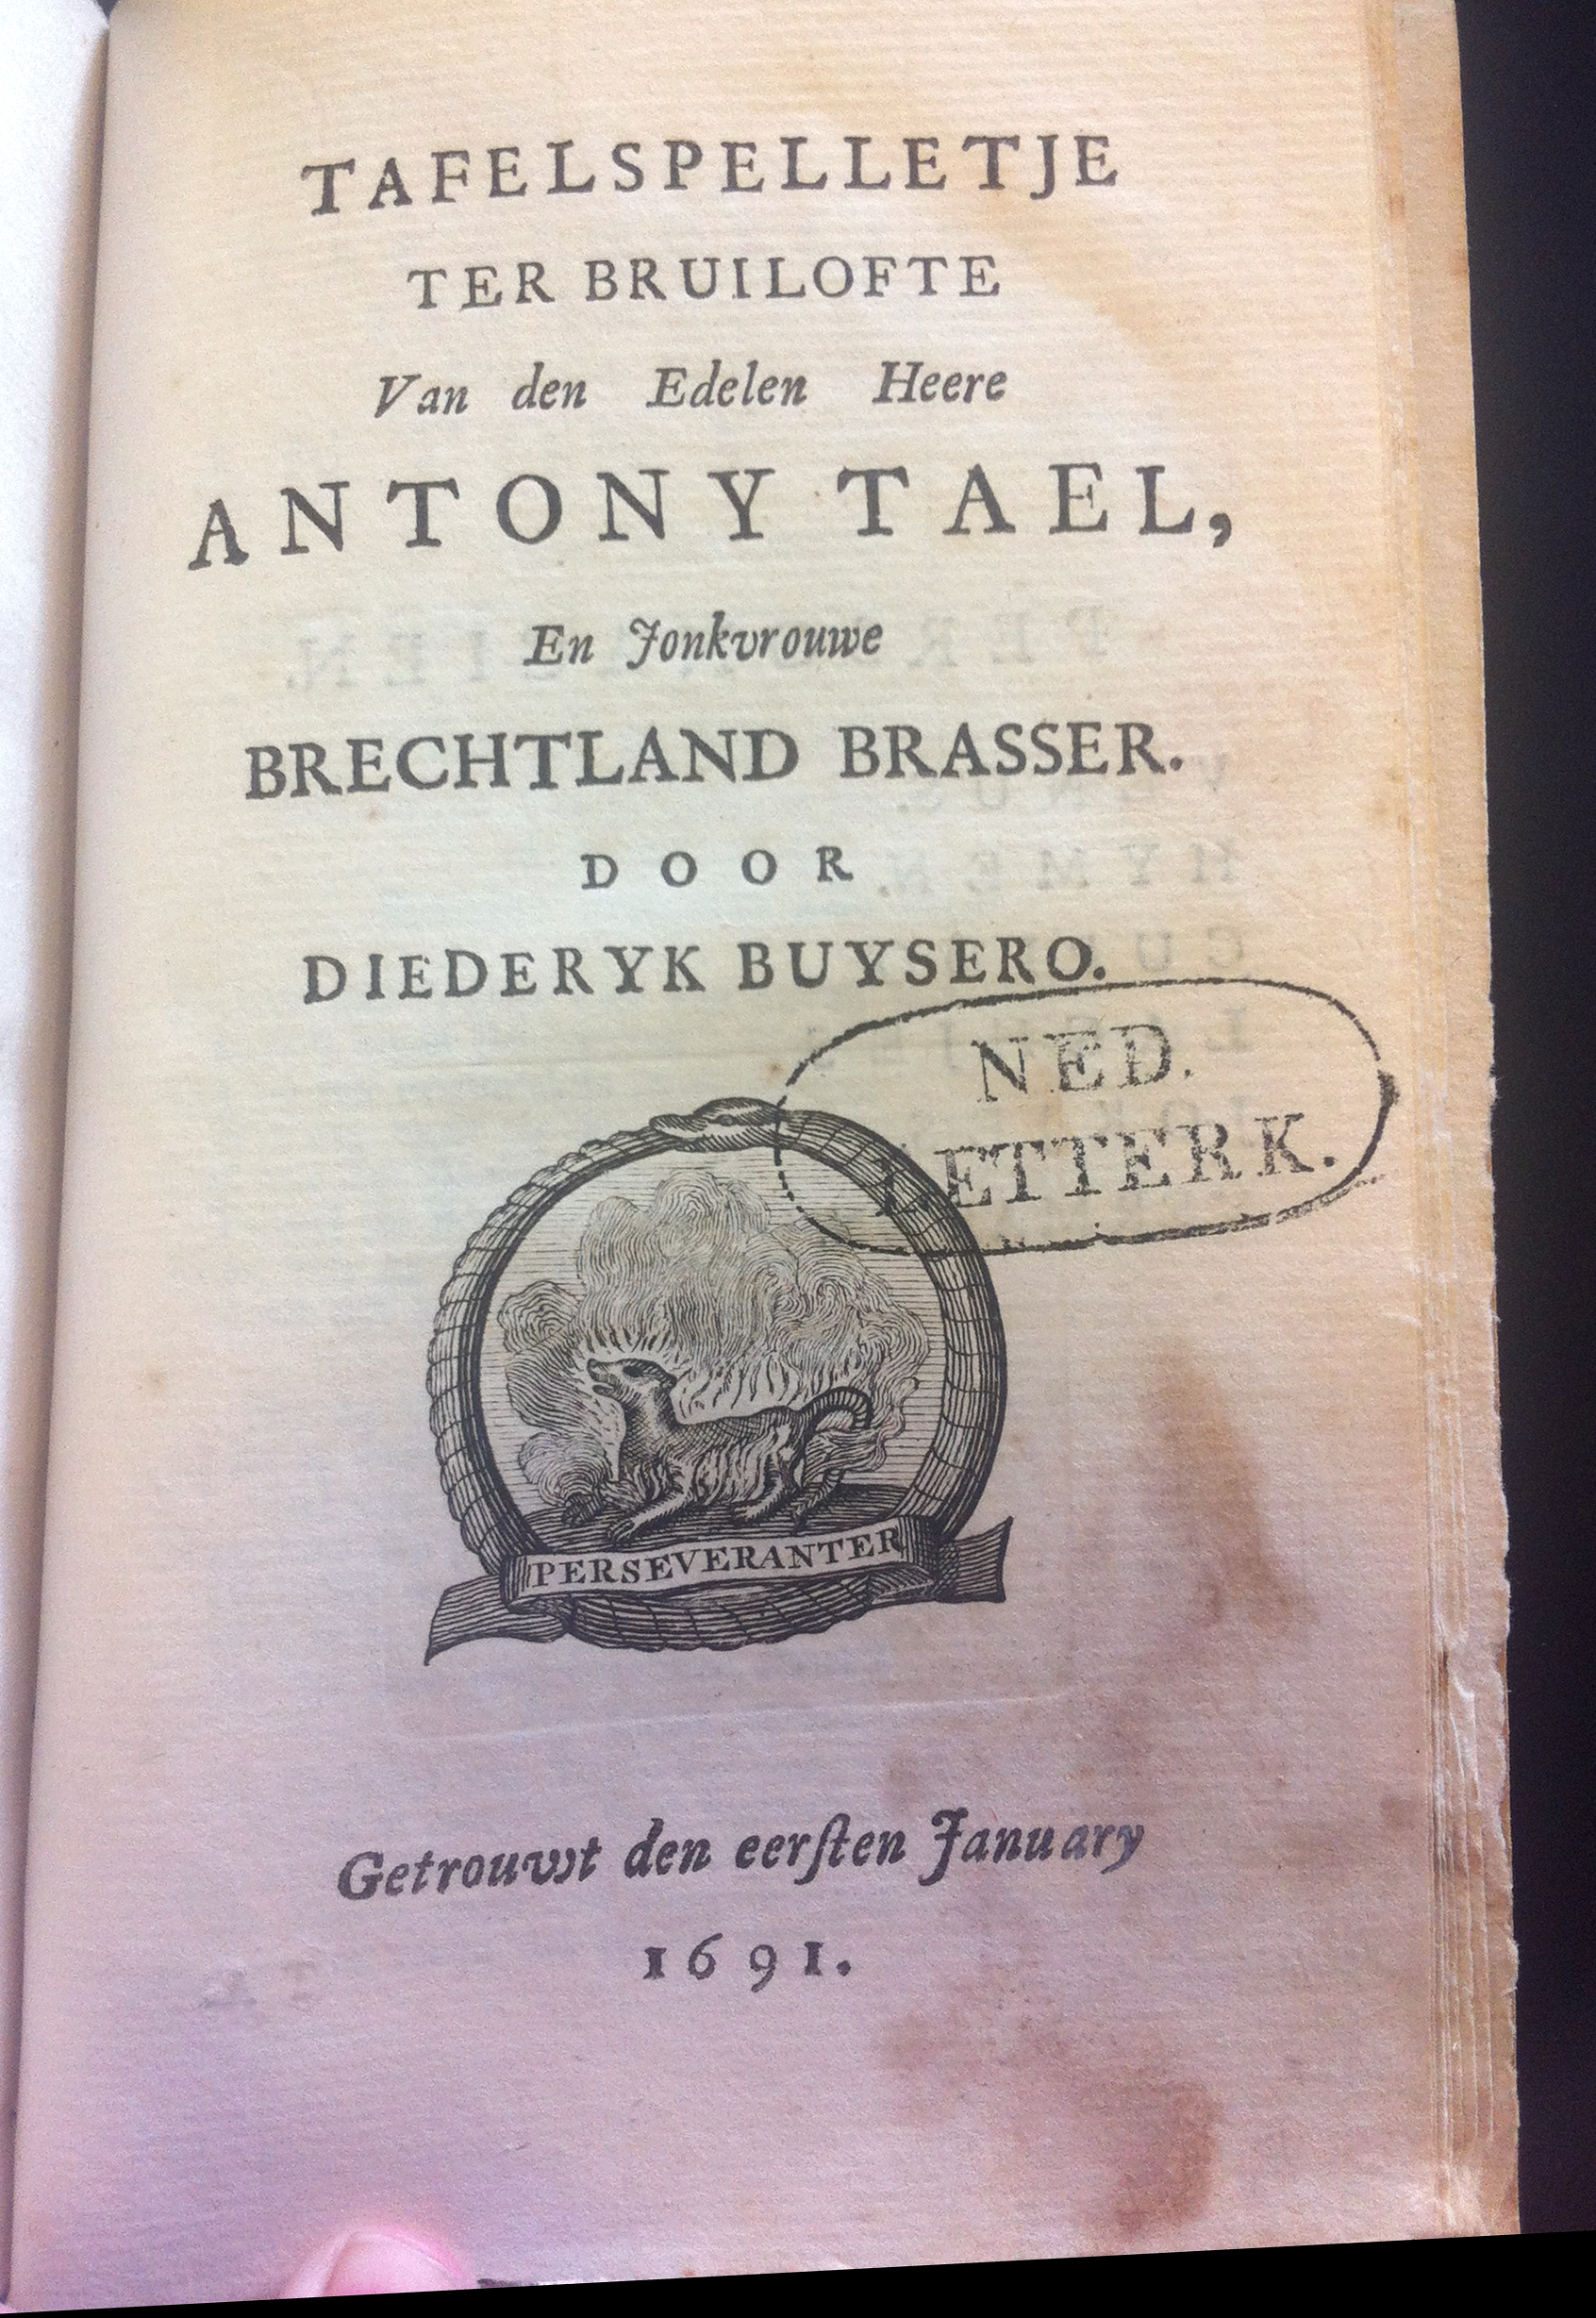 TAFELSPELLETJE
TER BRUILOFTE
Van den Edelen Heere
ANTONY TAEL,
En Jonkvrouwe
BRECHTLAND BRASSER.
DOOR
DIEDERYK BUYSERO.
NED.
LETTERK.
PERSEVERANTER
Getrouwt den eerſten January
1691.